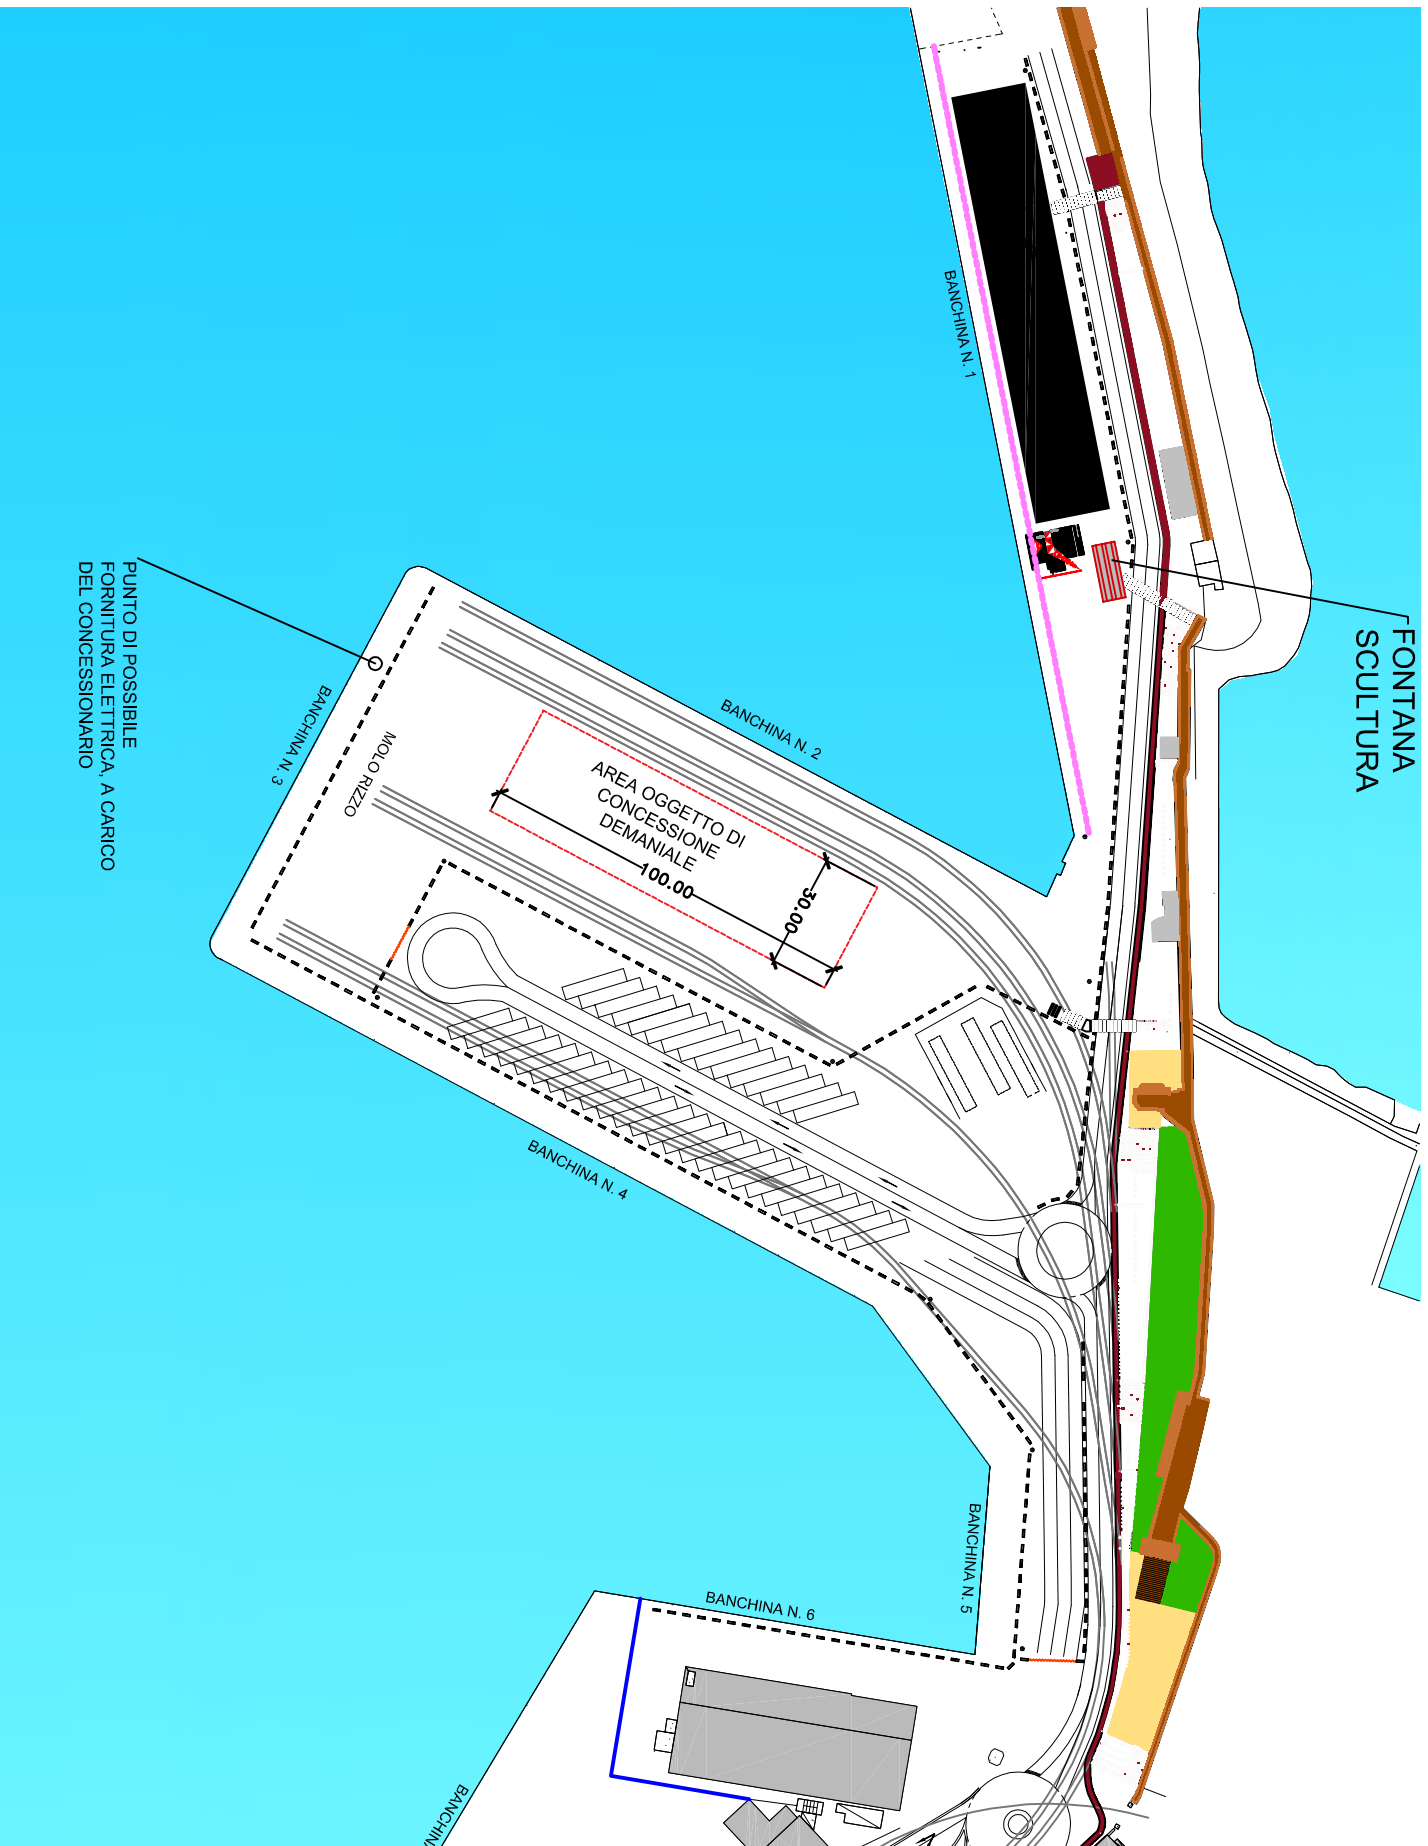 BANCHINA N. 1
FONTANA
SCULTURA
PUNTO DI POSSIBILE
FORNITURA ELETTRICA, A CARICO
DEL CONCESSIONARIO
BANCHINA N. 3
MOLO RIZZO
BANCHINA N. 2
AREA OGGETTO DI
CONCESSIONE
DEMANIALE
100.00
30.00
BANCHINA N. 4
BANCHINA N. 5
BANCHINA N. 6